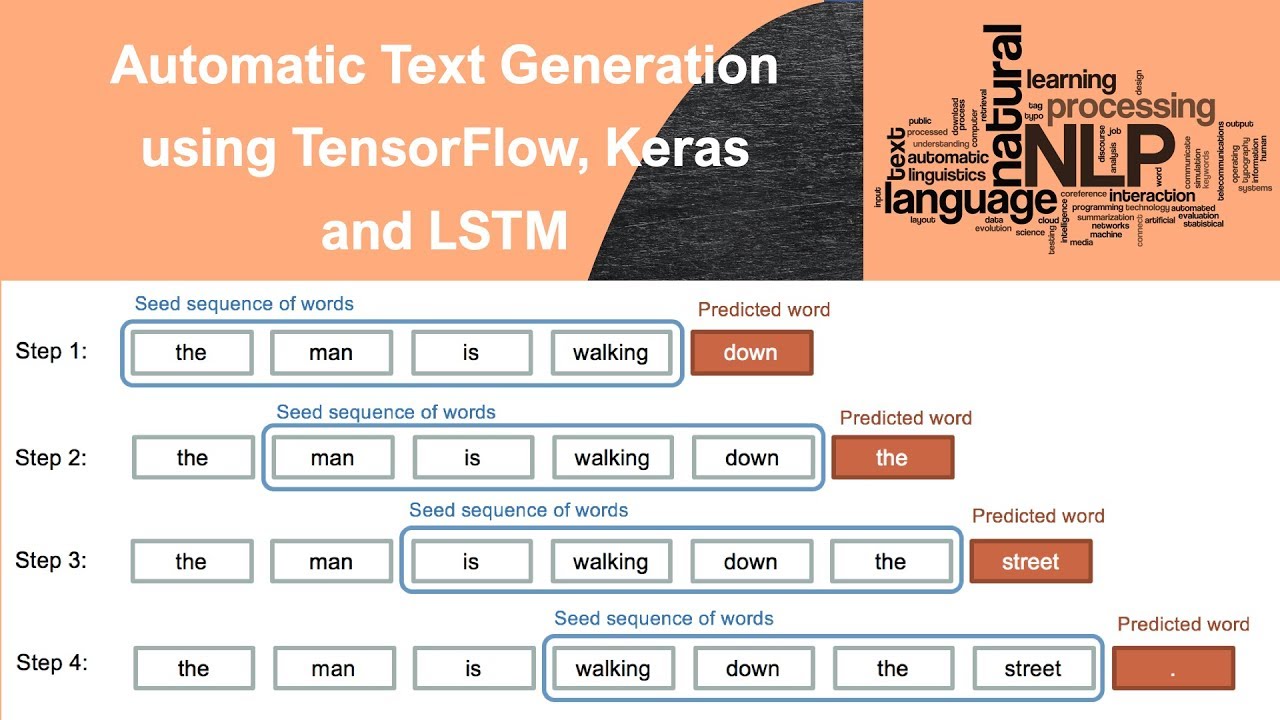 Automatic Text Generation
using TensorFlow, Keras
and LSTM
natural
learning
design
processing
tag
typo
download
process
computer
retrieval
public
processed
understanding
text
automatic
linguistics
NLP
discourse
analysis
job
word
communicate
simulation
keywords
telecommunications
output
operating
typography
information
human
systems
input
language
layout
coreference
interaction
programming
technology
automated
summarization
artificial
evaluation
networks
statistical
machine
media
data
evolution
cloud
science
testing
intelligence
connect
Seed sequence of words
Predicted word
Step 1: the man is walking down
Seed sequence of words
Predicted word
Step 2: the man is walking down the
Seed sequence of words
Predicted word
Step 3: the man is walking down the street
Seed sequence of words
Predicted word
Step 4: the man is walking down the street .